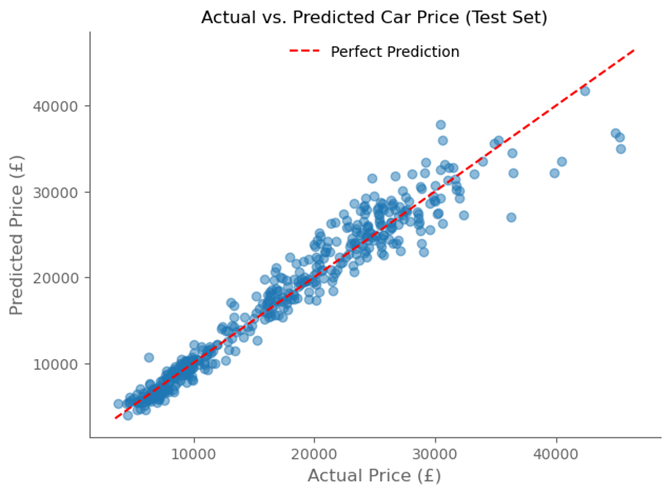 Actual vs. Predicted Car Price (Test Set)
Perfect Prediction
40000
30000
20000
10000
Predicted Price (£)
10000 20000 30000 40000
Actual Price (£)